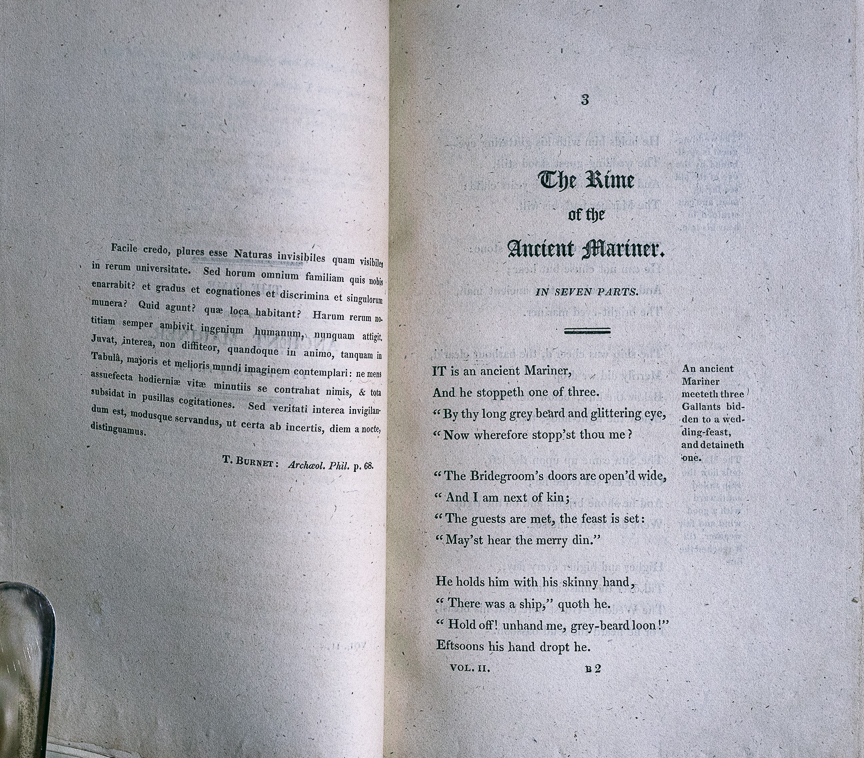 Facile credo, plures esse Naturas invisibiles quam visibiles
in rerum universitate. Sed horum omnium familiam quis nobis
enarrabit? et gradus et cognationes et discrimina et singulorum
munera? Quid agunt? quæ loca habitant? Harum rerum no-
titiam semper ambivit ingenium humanum, nunquam attigit.
Juvat, interea, non diffiteor, quandoque in animo, tanquam in
Tabulâ, majoris et melioris mundi imaginem contemplari: ne mens
assuefacta hodierniæ vitæ minutiis se contrahat nimis, & tota
subsidat in pusillas cogitationes. Sed veritati interea invigilan-
dum est, modusque servandus, ut certa ab incertis, diem a nocte,
distinguamus.
T. BURNET: Archæol. Phil. p. 68.
3
The Rime
of the
Ancient Mariner.
IN SEVEN PARTS.
IT is an ancient Mariner,
And he stoppeth one of three.
“ By thy long grey beard and glittering eye,
“ Now wherefore stopp'st thou me?
“ The Bridegroom's doors are open'd wide,
“ And I am next of kin;
“ The guests are met, the feast is set:
“ May'st hear the merry din.”
He holds him with his skinny hand,
“ There was a ship,” quoth he.
“ Hold off! unhand me, grey-beard loon!”
Eftsoons his hand dropt he.
An ancient
Mariner
meeteth three
Gallants bid-
den to a wed-
ding-feast,
and detaineth
one.
VOL. II.
B 2